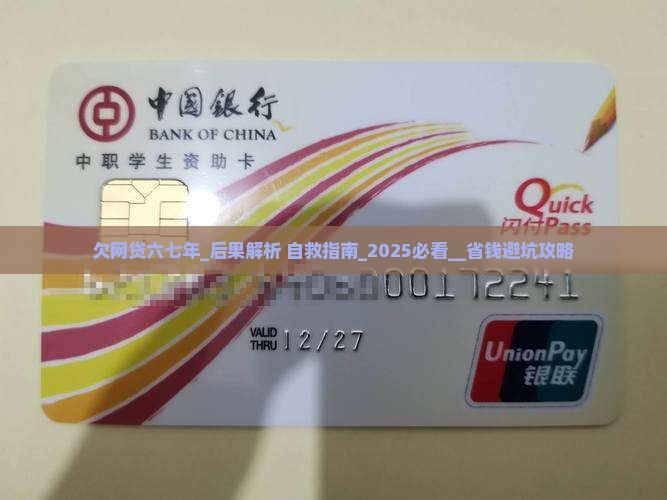 中国銀行
BANK OF CHINA
中职学生资助卡
Quick
闪付Pass
欠网贷六七年_后果解析 自救指南_2025必看__省钱避坑攻略
00172241
VALID
THRU 12/27
UnionPay
银联